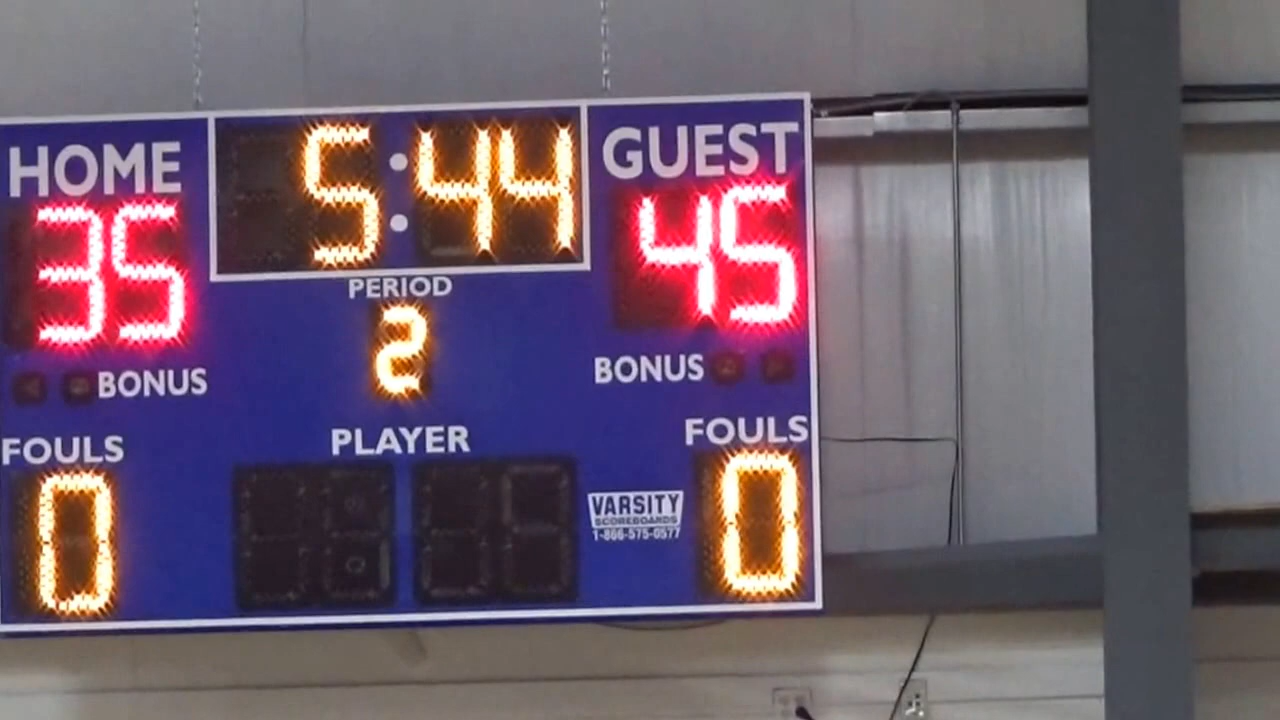 HOME 5:44 GUEST
35 45
PERIOD
2
BONUS BONUS
FOULS PLAYER FOULS
0 0
VARSITY
SCOREBOARDS
1-866-575-0577